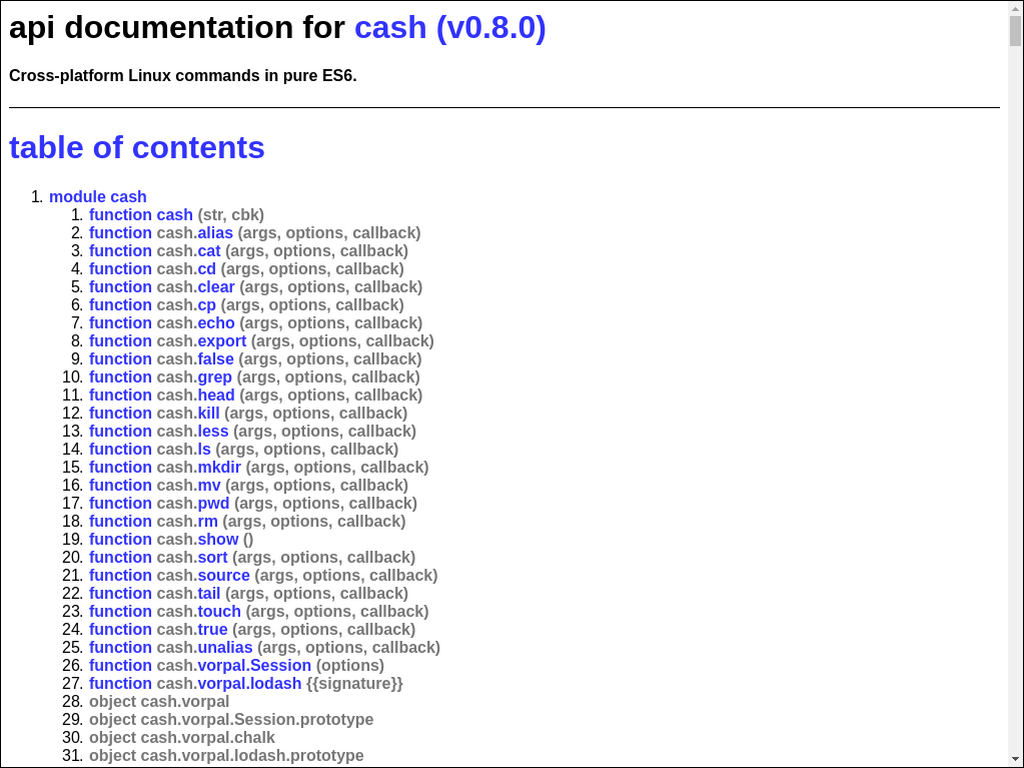 api documentation for cash (v0.8.0)
Cross-platform Linux commands in pure ES6.
table of contents
1. module cash
1. function cash (str, cbk)
2. function cash.alias (args, options, callback)
3. function cash.cat (args, options, callback)
4. function cash.cd (args, options, callback)
5. function cash.clear (args, options, callback)
6. function cash.cp (args, options, callback)
7. function cash.echo (args, options, callback)
8. function cash.export (args, options, callback)
9. function cash.false (args, options, callback)
10. function cash.grep (args, options, callback)
11. function cash.head (args, options, callback)
12. function cash.kill (args, options, callback)
13. function cash.less (args, options, callback)
14. function cash.ls (args, options, callback)
15. function cash.mkdir (args, options, callback)
16. function cash.mv (args, options, callback)
17. function cash.pwd (args, options, callback)
18. function cash.rm (args, options, callback)
19. function cash.show ()
20. function cash.sort (args, options, callback)
21. function cash.source (args, options, callback)
22. function cash.tail (args, options, callback)
23. function cash.touch (args, options, callback)
24. function cash.true (args, options, callback)
25. function cash.unalias (args, options, callback)
26. function cash.vorpal.Session (options)
27. function cash.vorpal.lodash {{signature}}
28. object cash.vorpal
29. object cash.vorpal.Session.prototype
30. object cash.vorpal.chalk
31. object cash.vorpal.lodash.prototype